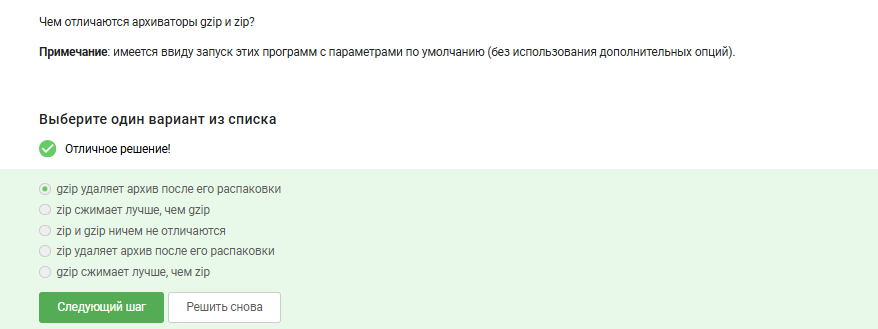 Чем отличаются архиваторы gzip и zip?
Примечание: имеется ввиду запуск этих программ с параметрами по умолчанию (без использования дополнительных опций).
Выберите один вариант из списка
Отличное решение!
gzip удаляет архив после его распаковки
zip сжимает лучше, чем gzip
zip и gzip ничем не отличаются
zip удаляет архив после его распаковки
gzip сжимает лучше, чем zip
Следующий шаг Решить снова